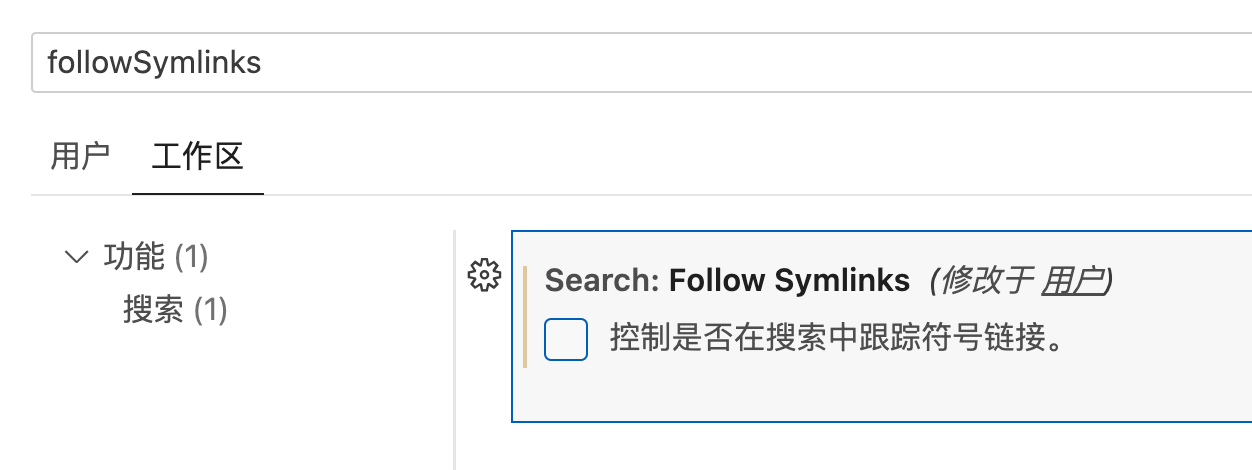 followSymlinks
用户 工作区
功能 (1)
搜索 (1)
Search: Follow Symlinks (修改于 用户)
控制是否在搜索中跟踪符号链接。